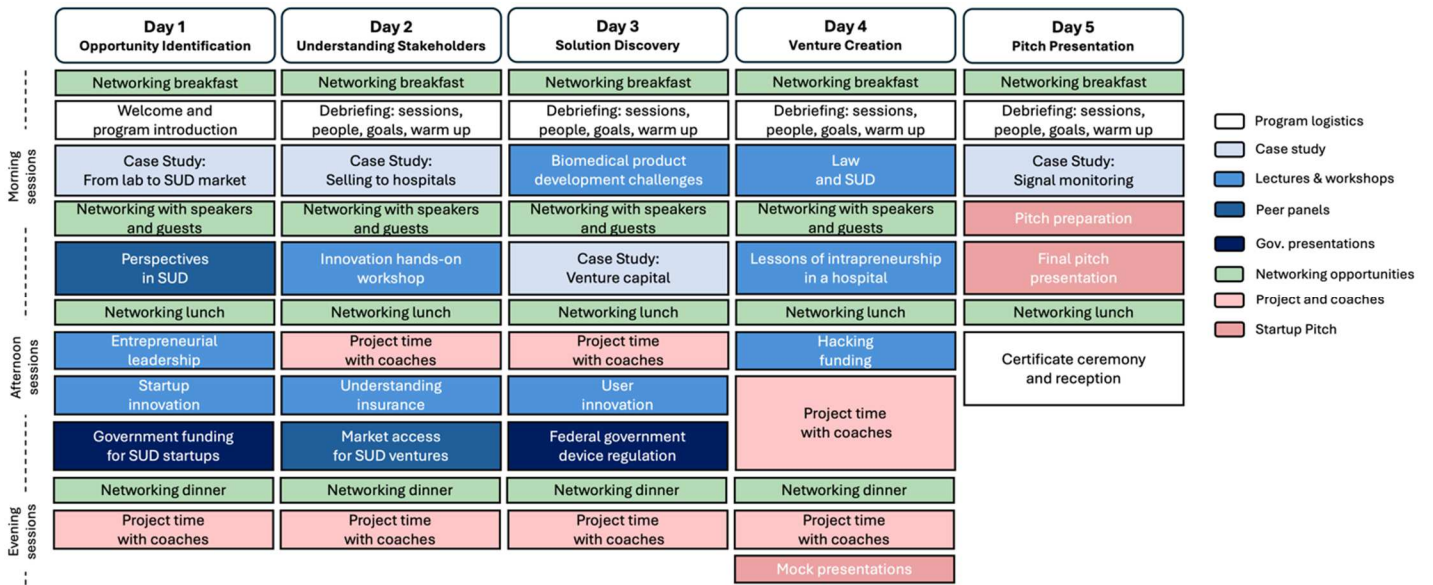 Day 1
Opportunity Identification
Day 2
Understanding Stakeholders
Day 3
Solution Discovery
Day 4
Venture Creation
Day 5
Pitch Presentation
Morning
sessions
Networking breakfast
Networking breakfast
Networking breakfast
Networking breakfast
Networking breakfast
Welcome and
program introduction
Debriefing: sessions,
people, goals, warm up
Debriefing: sessions,
people, goals, warm up
Debriefing: sessions,
people, goals, warm up
Debriefing: sessions,
people, goals, warm up
Case Study:
From lab to SUD market
Case Study:
Selling to hospitals
Biomedical product
development challenges
Law
and SUD
Case Study:
Signal monitoring
Networking with speakers
and guests
Networking with speakers
and guests
Networking with speakers
and guests
Networking with speakers
and guests
Pitch preparation
Perspectives
in SUD
Innovation hands-on
workshop
Case Study:
Venture capital
Lessons of intrapreneurship
in a hospital
Final pitch
presentation
Networking lunch
Networking lunch
Networking lunch
Networking lunch
Networking lunch
Afternoon
sessions
Entrepreneurial
leadership
Project time
with coaches
Project time
with coaches
Hacking
funding
Certificate ceremony
and reception
Startup
innovation
Understanding
insurance
User
innovation
Project time
with coaches
Government funding
for SUD startups
Market access
for SUD ventures
Federal government
device regulation
Networking dinner
Networking dinner
Networking dinner
Networking dinner
Evening
sessions
Project time
with coaches
Project time
with coaches
Project time
with coaches
Project time
with coaches
Mock presentations
Program logistics
Case study
Lectures & workshops
Peer panels
Gov. presentations
Networking opportunities
Project and coaches
Startup Pitch